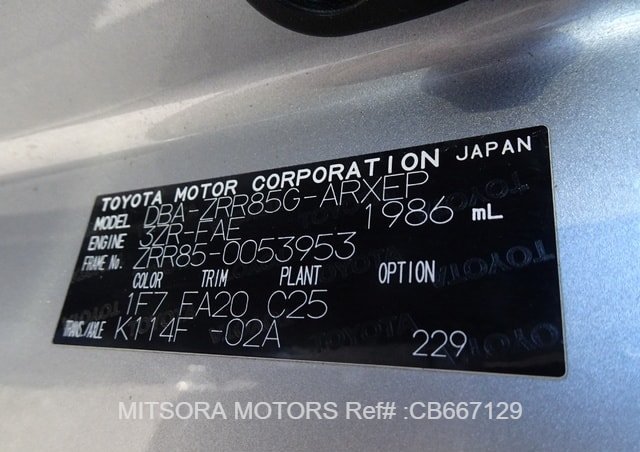 TOYOTA MOTOR CORPORATION JAPAN
MODEL DBA-ZRR85G-ARXEP
ENGINE 3ZR-FAE 1986 mL
FRAME No. ZRR85-0053953
COLOR TRIM PLANT OPTION
1F7 FA20 C25
TRANS./AXLE K114F -02A 229
MITSORA MOTORS Ref# :CB667129